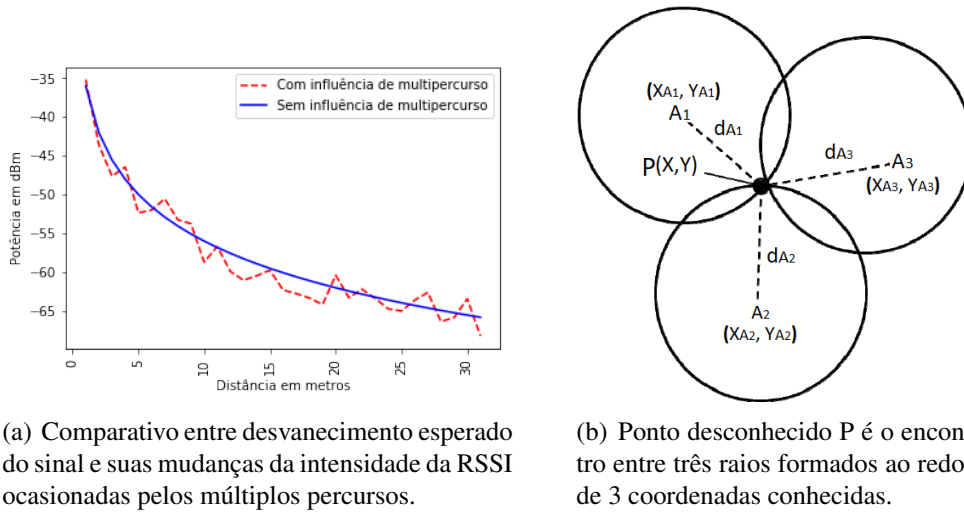 −35
−40
−45
−50
−55
−60
−65
Potência em dBm
Com influência de multipercurso
Sem influência de multipercurso
0
5
10
15
20
25
30
Distância em metros
(XA1, YA1)
A1
dA1
P(X,Y)
dA3
A3
(XA3, YA3)
dA2
A2
(XA2, YA2)
(a) Comparativo entre desvanecimento esperado
do sinal e suas mudanças da intensidade da RSSI
ocasionadas pelos múltiplos percursos.
(b) Ponto desconhecido P é o encon
tro entre três raios formados ao redo
de 3 coordenadas conhecidas.